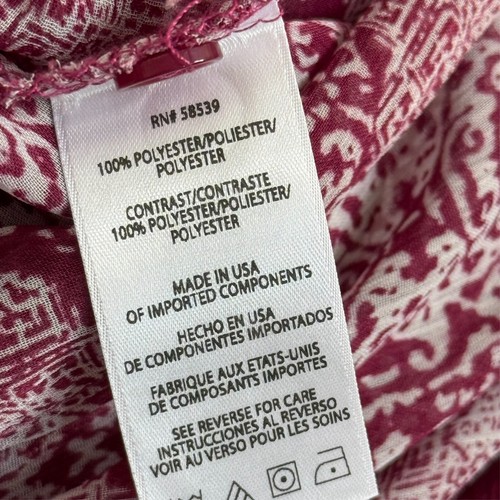 RN# 58539
100% POLYESTER/POLIESTER/
POLYESTER
CONTRAST/CONTRASTE
100% POLYESTER/POLIESTER/
POLYESTER
MADE IN USA
OF IMPORTED COMPONENTS
HECHO EN USA
DE COMPONENTES IMPORTADOS
FABRIQUE AUX ETATS-UNIS
DE COMPOSANTS IMPORTES
SEE REVERSE FOR CARE
INSTRUCCIONES AL REVERSO
VOIR AU VERSO POUR LES SOINS